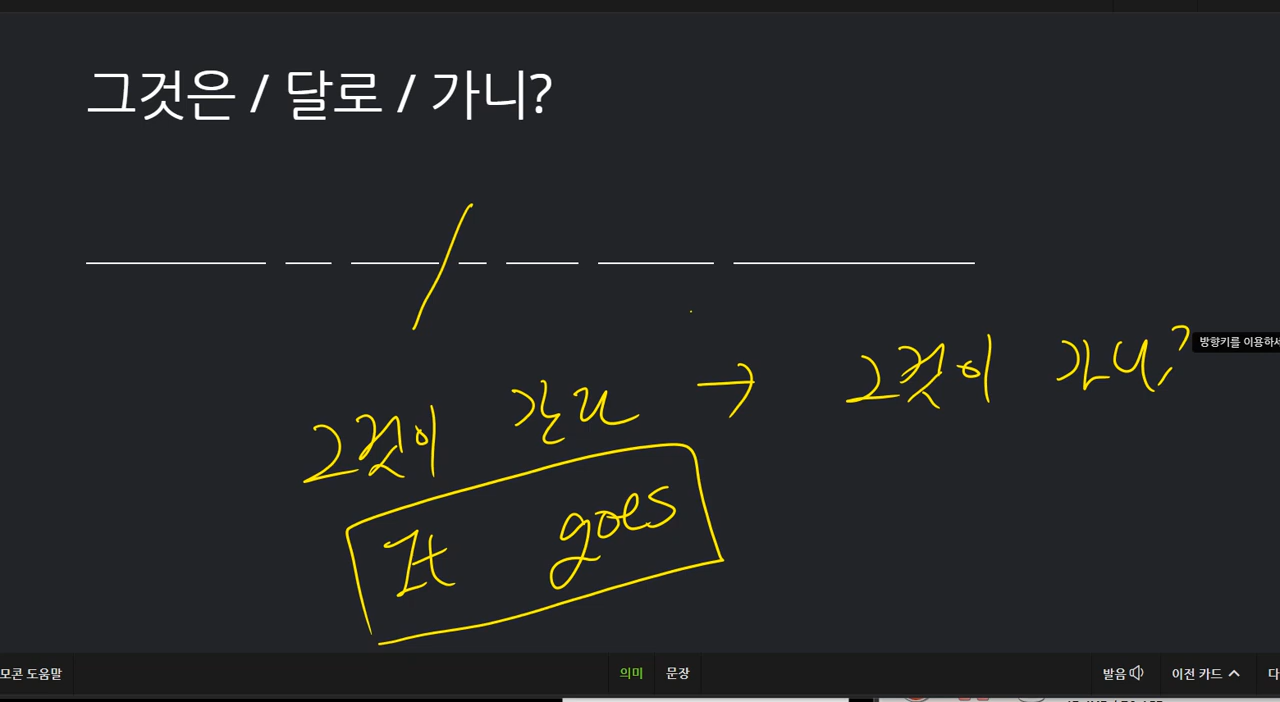 그것은 / 달로 / 가니?
방향키를 이용하세
그것이 간다 → 그것이 가니?
It goes
모콘 도움말
의미
문장
발음
이전 카드
다